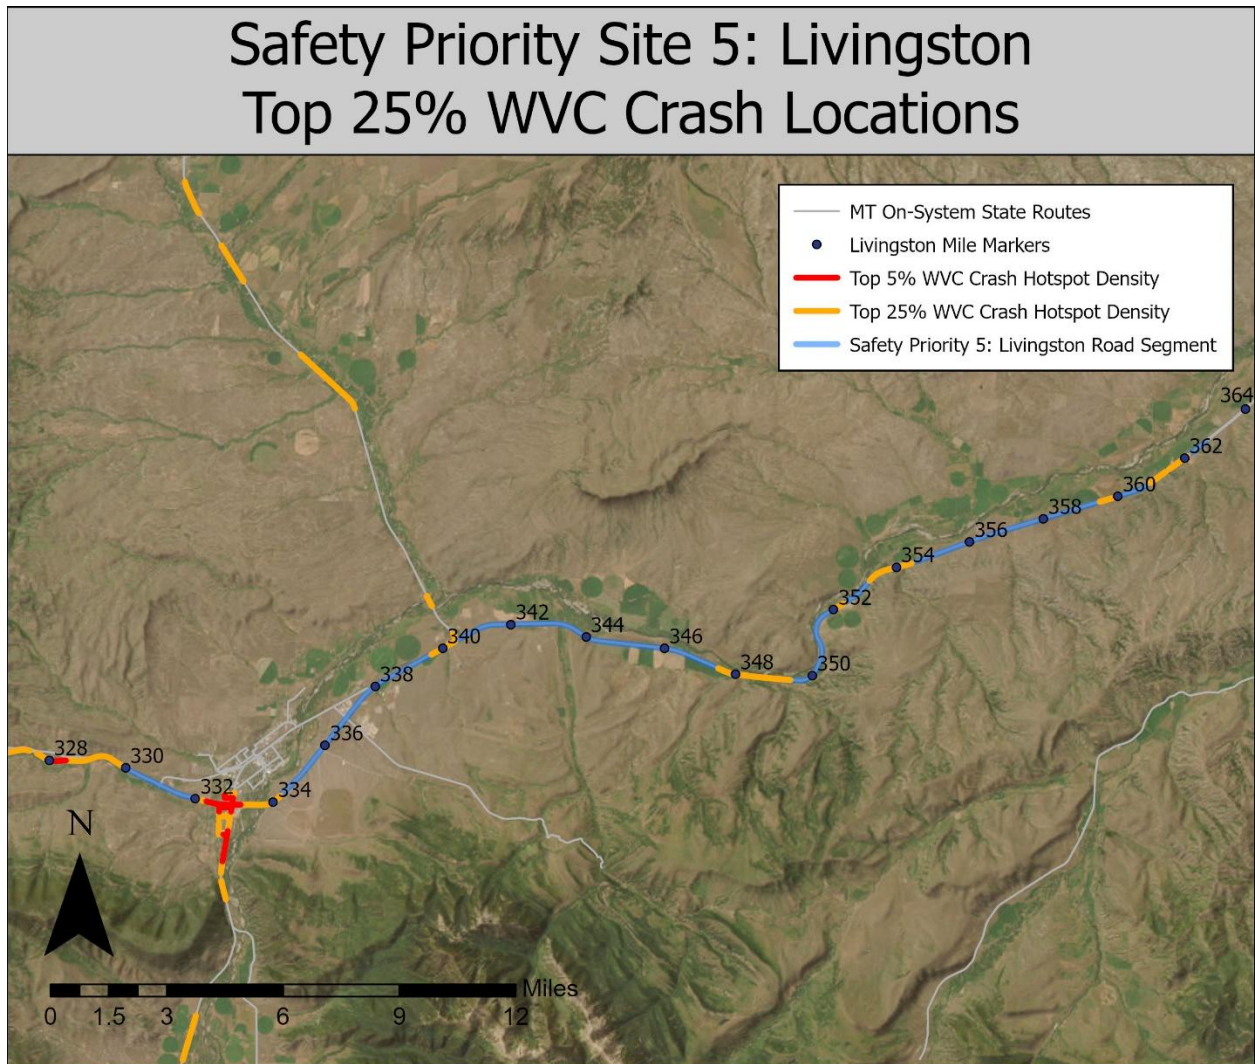 Safety Priority Site 5: Livingston
Top 25% WVC Crash Locations
MT On-System State Routes
Livingston Mile Markers
Top 5% WVC Crash Hotspot Density
Top 25% WVC Crash Hotspot Density
Safety Priority 5: Livingston Road Segment
364
362
360
358
356
354
352
350
348
346
344
342
340
338
336
334
332
330
328
N
Miles
0 1.5 3 6 9 12